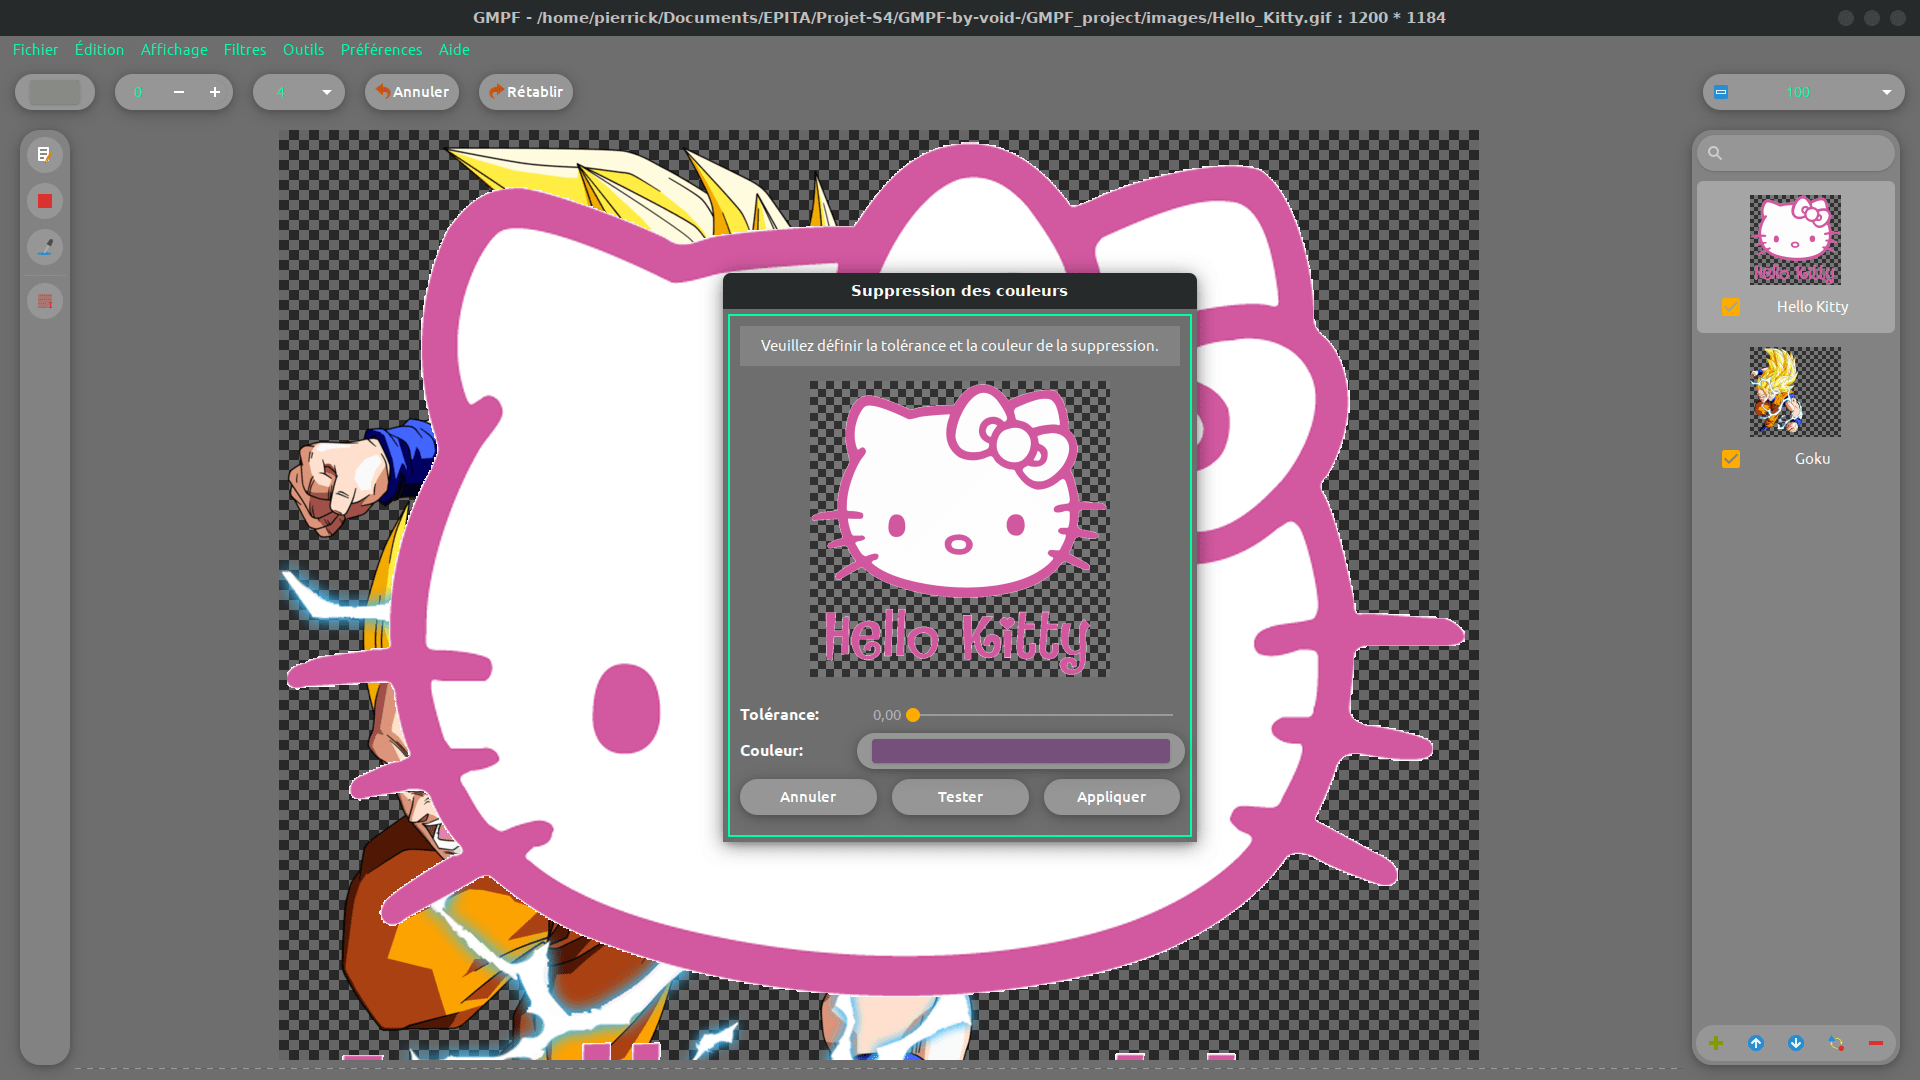 GMPF - /home/pierrick/Documents/EPITA/Projet-S4/GMPF-by-void-/GMPF_project/images/Hello_Kitty.gif : 1200 * 1184
Fichier Édition Affichage Filtres Outils Préférences Aide
0 4 Annuler Rétablir 100
Hello Kitty
Hello Kitty
Goku
Suppression des couleurs
Veuillez définir la tolérance et la couleur de la suppression.
Hello Kitty
Tolérance: 0,00
Couleur:
Annuler Tester Appliquer